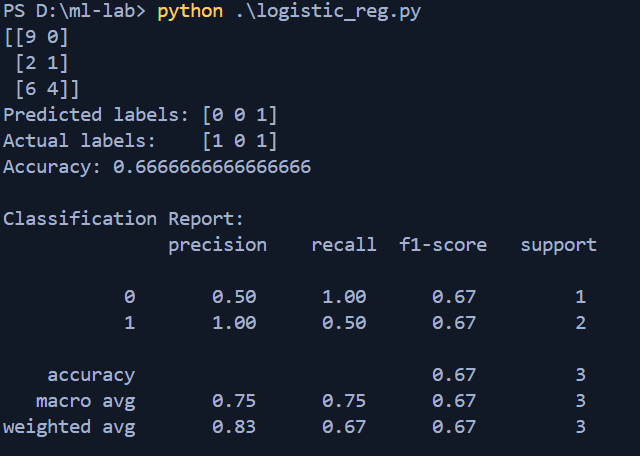 PS D:\ml-lab> python .\logistic_reg.py
[[9 0]
 [2 1]
 [6 4]]
Predicted labels: [0 0 1]
Actual labels:    [1 0 1]
Accuracy: 0.6666666666666666

Classification Report:
              precision    recall  f1-score   support

           0       0.50      1.00      0.67         1
           1       1.00      0.50      0.67         2

    accuracy                           0.67         3
   macro avg       0.75      0.75      0.67         3
weighted avg       0.83      0.67      0.67         3